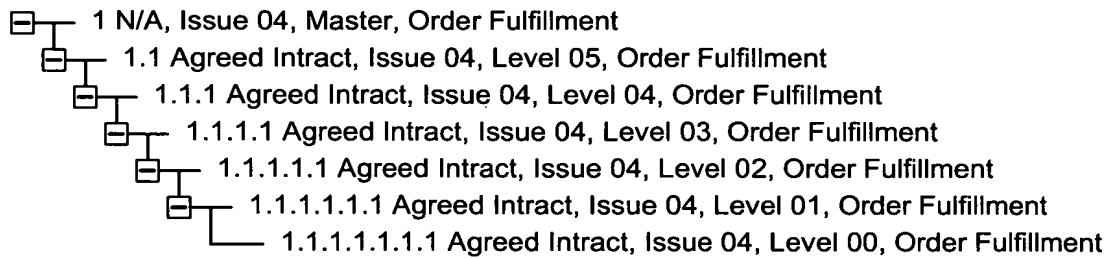 1 N/A, Issue 04, Master, Order Fulfillment
1.1 Agreed Intract, Issue 04, Level 05, Order Fulfillment
1.1.1 Agreed Intract, Issue 04, Level 04, Order Fulfillment
1.1.1.1 Agreed Intract, Issue 04, Level 03, Order Fulfillment
1.1.1.1.1 Agreed Intract, Issue 04, Level 02, Order Fulfillment
1.1.1.1.1.1 Agreed Intract, Issue 04, Level 01, Order Fulfillment
1.1.1.1.1.1.1 Agreed Intract, Issue 04, Level 00, Order Fulfillment